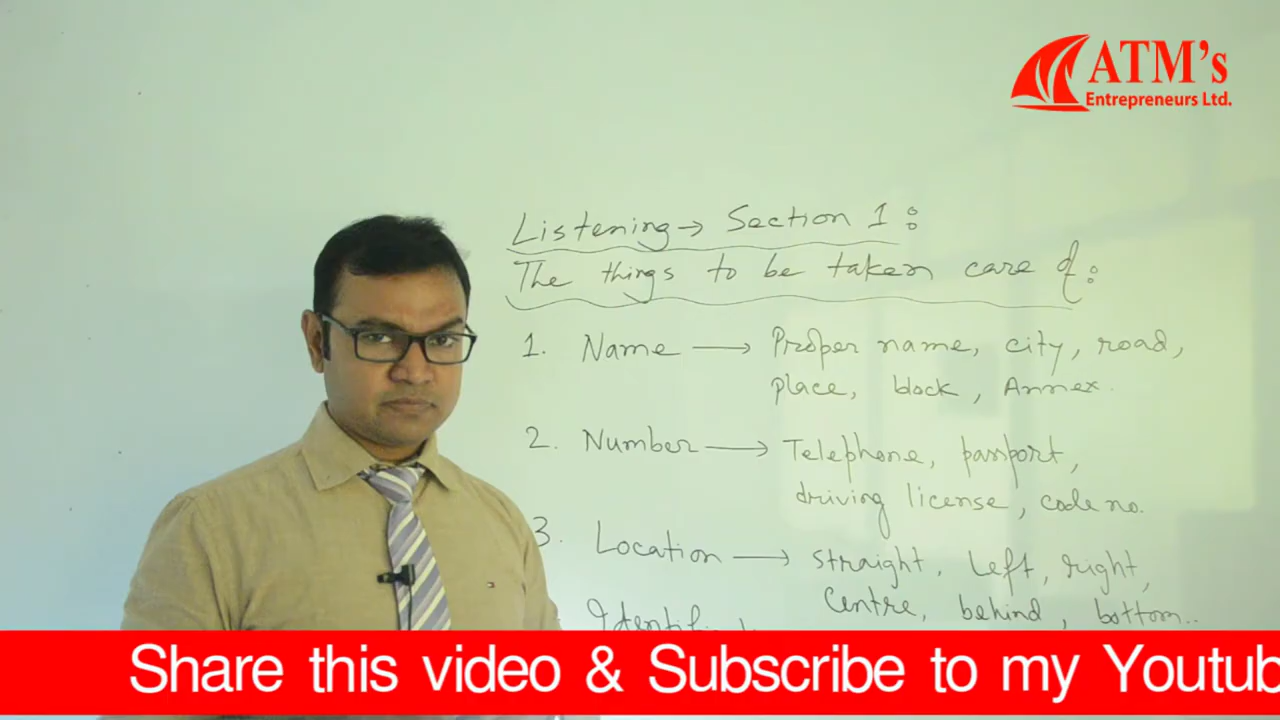 ATM's
Entrepreneurs Ltd.
Listening → Section 1 :
The things to be taken care of :
1. Name → Proper name, city, road,
place, block, Annex.
2. Number → Telephone, passport,
driving license, code no.
3. Location → straight, left, right,
Centre, behind, bottom..
Share this video & Subscribe to my Youtub